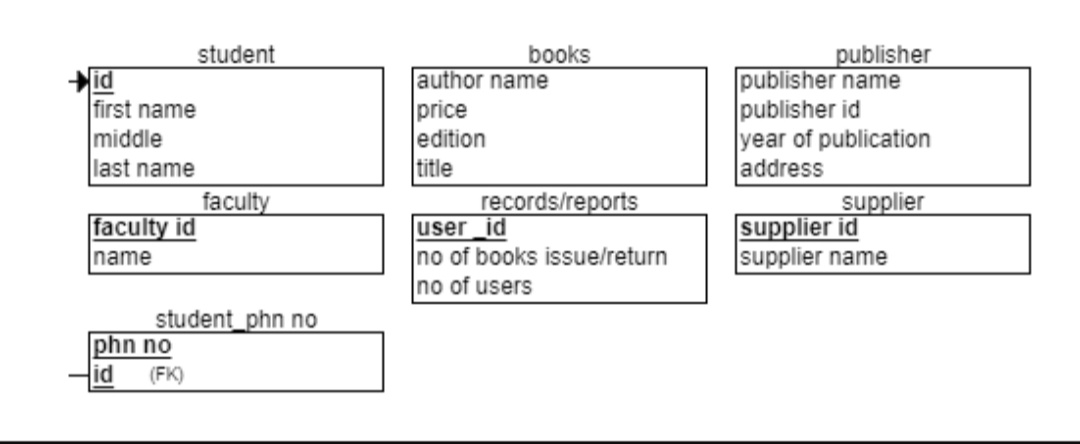 student
id
first name
middle
last name
books
author name
price
edition
title
publisher
publisher name
publisher id
year of publication
address
faculty
faculty id
name
records/reports
user _id
no of books issue/return
no of users
supplier
supplier id
supplier name
student_phn no
phn no
id (FK)